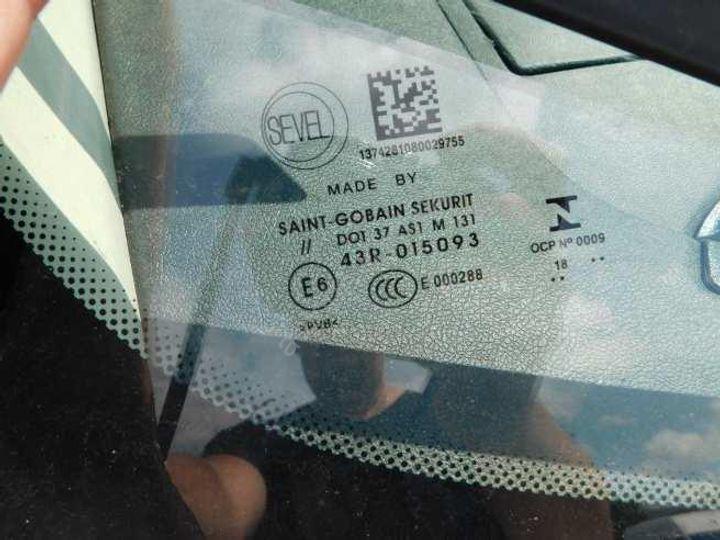 SEVEL
1374281080029755
MADE BY
SAINT-GOBAIN SEKURIT
// DOT 37 AS1 M 131
43R-015093
E6 CCC E 000288
N
OCP Nº 0009
.. 18 ..
>PVB<